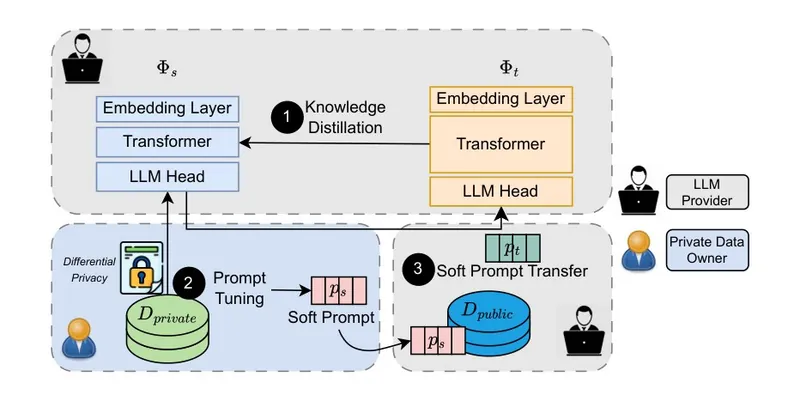 Φs
Φt
Embedding Layer
Transformer
LLM Head
1
Knowledge
Distillation
Embedding Layer
Transformer
LLM Head
LLM
Provider
Private Data
Owner
Differential
Privacy
2
Prompt
Tuning
ps
Soft Prompt
Dprivate
3
pt
Soft Prompt Transfer
Dpublic
ps